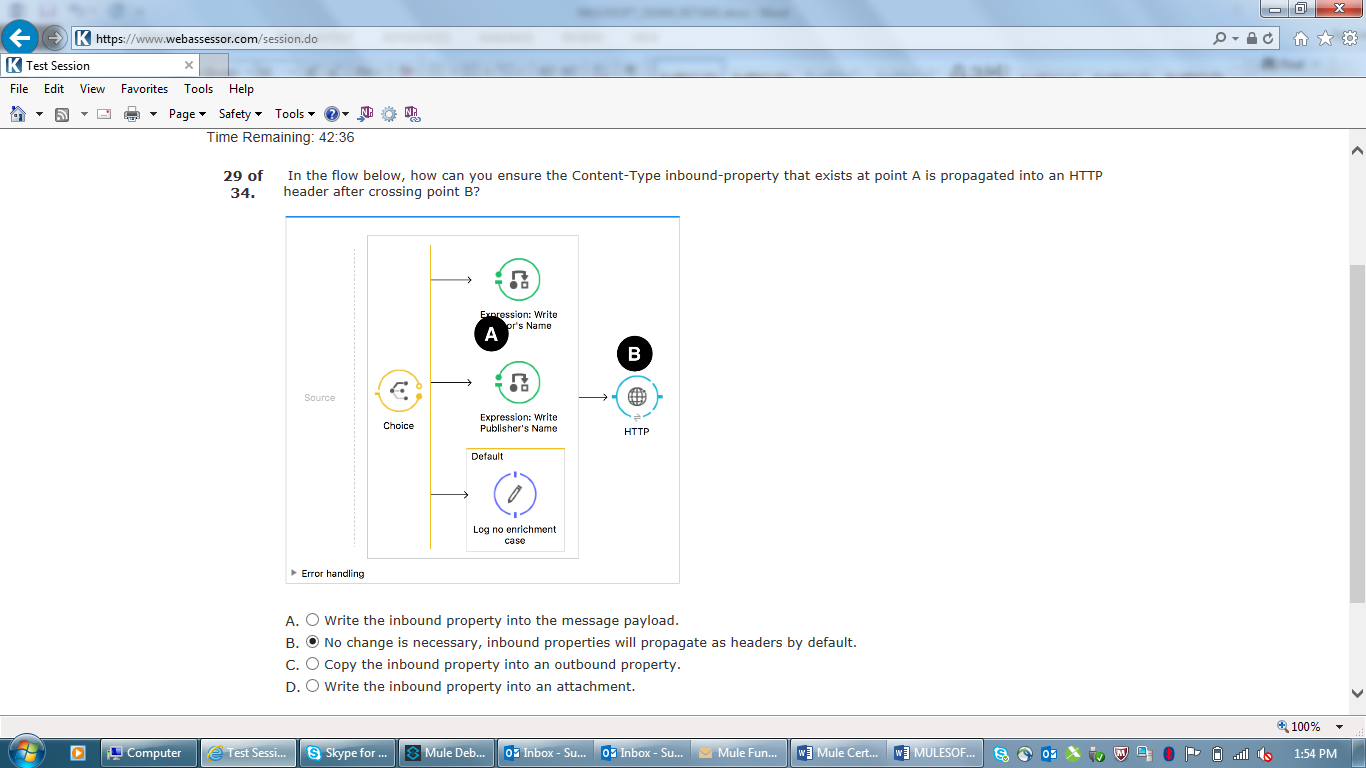 https://www.webassessor.com/session.do
Test Session
File Edit View Favorites Tools Help
Page Safety Tools
Time Remaining: 42:36
29 of 34.
In the flow below, how can you ensure the Content-Type inbound-property that exists at point A is propagated into an HTTP
header after crossing point B?
Expression: Write
or's Name
A
B
Source
Choice
Expression: Write
Publisher's Name
HTTP
Default
Log no enrichment
case
Error handling
A. Write the inbound property into the message payload.
B. No change is necessary, inbound properties will propagate as headers by default.
C. Copy the inbound property into an outbound property.
D. Write the inbound property into an attachment.
100%
Computer
Test Sessi...
Skype for ...
Mule Deb...
Inbox - Su...
Inbox - Su...
Mule Fun...
Mule Cert...
MULESOF...
1:54 PM